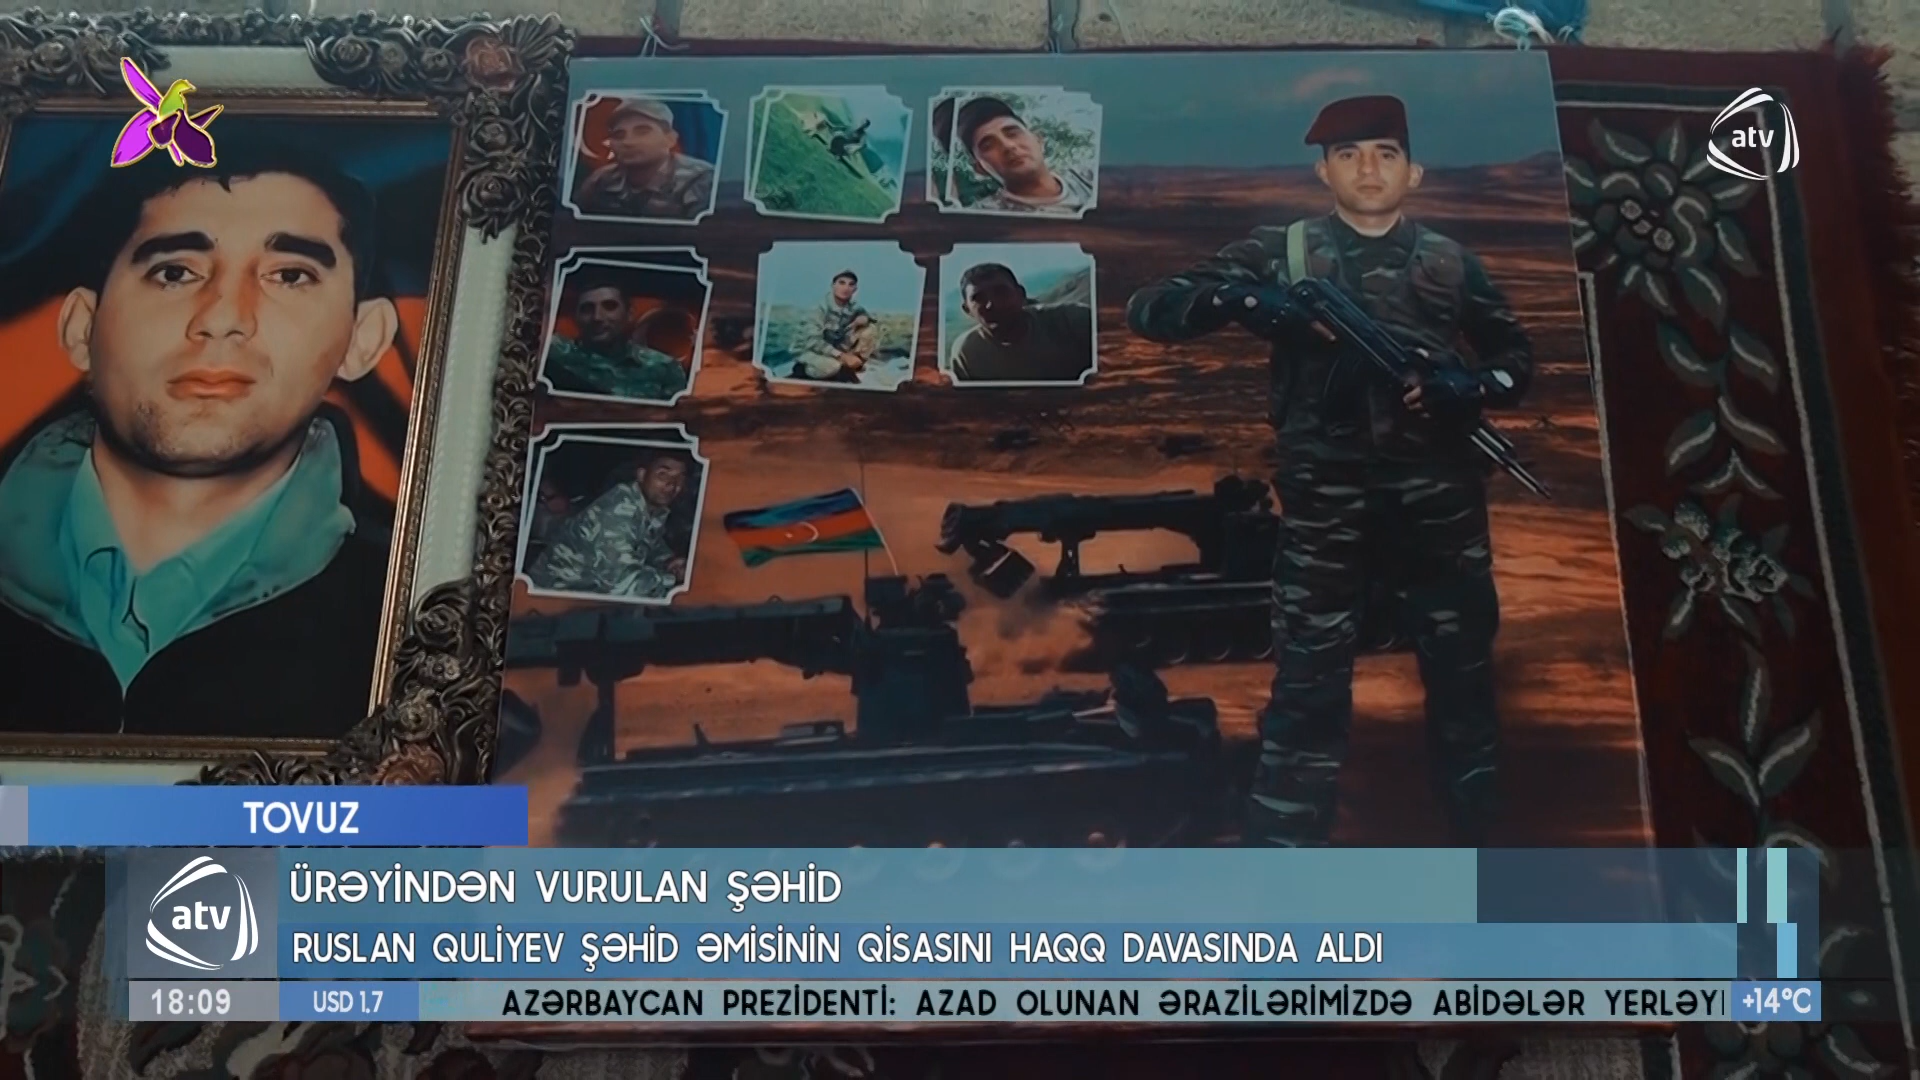 atv
TOVUZ
atv
ÜRƏYİNDƏN VURULAN ŞƏHİD
RUSLAN QULİYEV ŞƏHİD ƏMİSİNİN QİSASINI HAQQ DAVASINDA ALDI
18:09 USD 1,7 AZƏRBAYCAN PREZİDENTİ: AZAD OLUNAN ƏRAZİLƏRİMİZDƏ ABİDƏLƏR +14°C